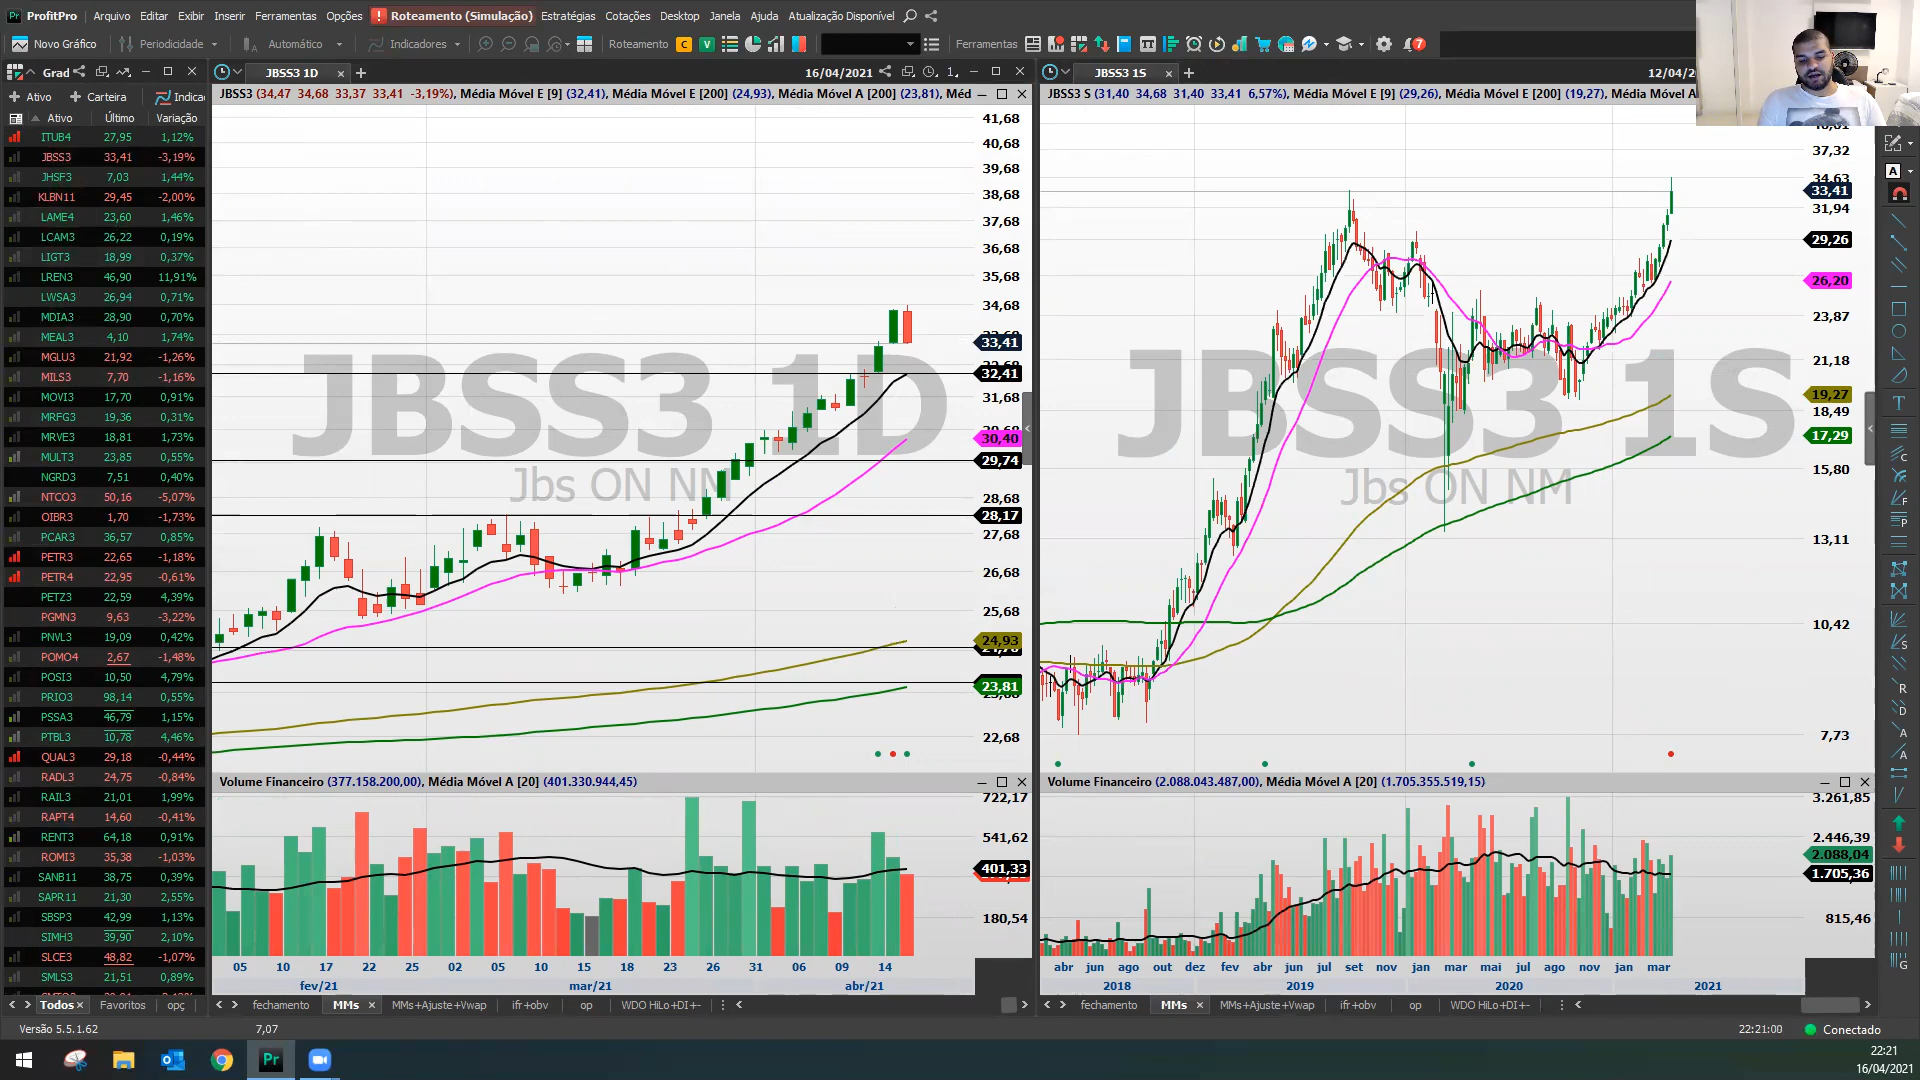 ProfitPro Arquivo Editar Exibir Inserir Ferramentas Opções ! Roteamento (Simulação) Estratégias Cotações Desktop Janela Ajuda Atualização Disponível
Novo Gráfico Periodicidade Automático Indicadores Roteamento C V Ferramentas 7
Grad
JBSS3 1D × + 16/04/2021 1
JBSS3 1S × + 12/04/2
JBSS3 (34,47 34,68 33,37 33,41 -3,19%), Média Móvel E [9] (32,41), Média Móvel E [200] (24,93), Média Móvel A [200] (23,81), Méd
JBSS3 S (31,40 34,68 31,40 33,41 6,57%), Média Móvel E [9] (29,26), Média Móvel E [200] (19,27), Média Móvel A
+ Ativo + Carteira Indica
Ativo Último Variação
ITUB4 27,95 1,12%
JBSS3 33,41 -3,19%
JHSF3 7,03 1,44%
KLBN11 29,45 -2,00%
LAME4 23,60 1,46%
LCAM3 26,22 0,19%
LIGT3 18,99 0,37%
LREN3 46,90 11,91%
LWSA3 26,94 0,71%
MDIA3 28,90 0,70%
MEAL3 4,10 1,74%
MGLU3 21,92 -1,26%
MILS3 7,70 -1,16%
MOVI3 17,70 0,91%
MRFG3 19,36 0,31%
MRVE3 18,81 1,73%
MULT3 23,85 0,55%
NGRD3 7,51 0,40%
NTCO3 50,16 -5,07%
OIBR3 1,70 -1,73%
PCAR3 36,57 0,85%
PETR3 22,65 -1,18%
PETR4 22,95 -0,61%
PETZ3 22,59 4,39%
PGMN3 9,63 -3,22%
PNVL3 19,09 0,42%
POMO4 2,67 -1,48%
POSI3 10,50 4,79%
PRIO3 98,14 0,55%
PSSA3 46,79 1,15%
PTBL3 10,78 4,46%
QUAL3 29,18 -0,44%
RADL3 24,75 -0,84%
RAIL3 21,01 1,99%
RAPT4 14,60 -0,41%
RENT3 64,18 0,91%
ROMI3 35,38 -1,03%
SANB11 38,75 0,39%
SAPR11 21,30 2,55%
SBSP3 42,99 1,13%
SIMH3 39,90 2,10%
SLCE3 48,82 -1,07%
SMLS3 21,51 0,89%
Todos × Favoritos opç
JBSS3 1D
Jbs ON NM
41,68
40,68
39,68
38,68
37,68
36,68
35,68
34,68
33,41
32,41
31,68
30,40
29,74
28,68
28,17
27,68
26,68
25,68
24,93
23,81
22,68
Volume Financeiro (377.158.200,00), Média Móvel A [20] (401.330.944,45)
722,17
541,62
401,33
180,54
05 10 17 22 25 02 05 10 15 18 23 26 31 06 09 14
fev/21 mar/21 abr/21
fechamento MMs × MMs+Ajuste+Vwap ifr+obv op WDO HiLo+DI+-
JBSS3 1S
Jbs ON NM
37,32
34,63
33,41
31,94
29,26
26,20
23,87
21,18
19,27
18,49
17,29
15,80
13,11
10,42
7,73
Volume Financeiro (2.088.043.487,00), Média Móvel A [20] (1.705.355.519,15)
3.261,85
2.446,39
2.088,04
1.705,36
815,46
abr jun ago out dez fev abr jun jul set nov jan mar mai jul ago nov jan mar
2018 2019 2020 2021
fechamento MMs × MMs+Ajuste+Vwap ifr+obv op WDO HiLo+DI+-
Versão 5.5.1.62 7,07 22:21:00 Conectado
22:21
16/04/2021